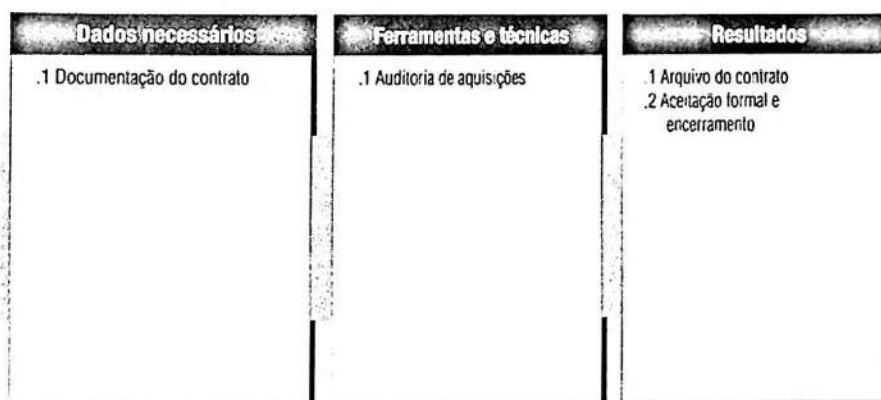 Dados necessários
.1 Documentação do contrato
Ferramentas e técnicas
.1 Auditoria de aquisições
Resultados
.1 Arquivo do contrato
.2 Aceitação formal e
encerramento